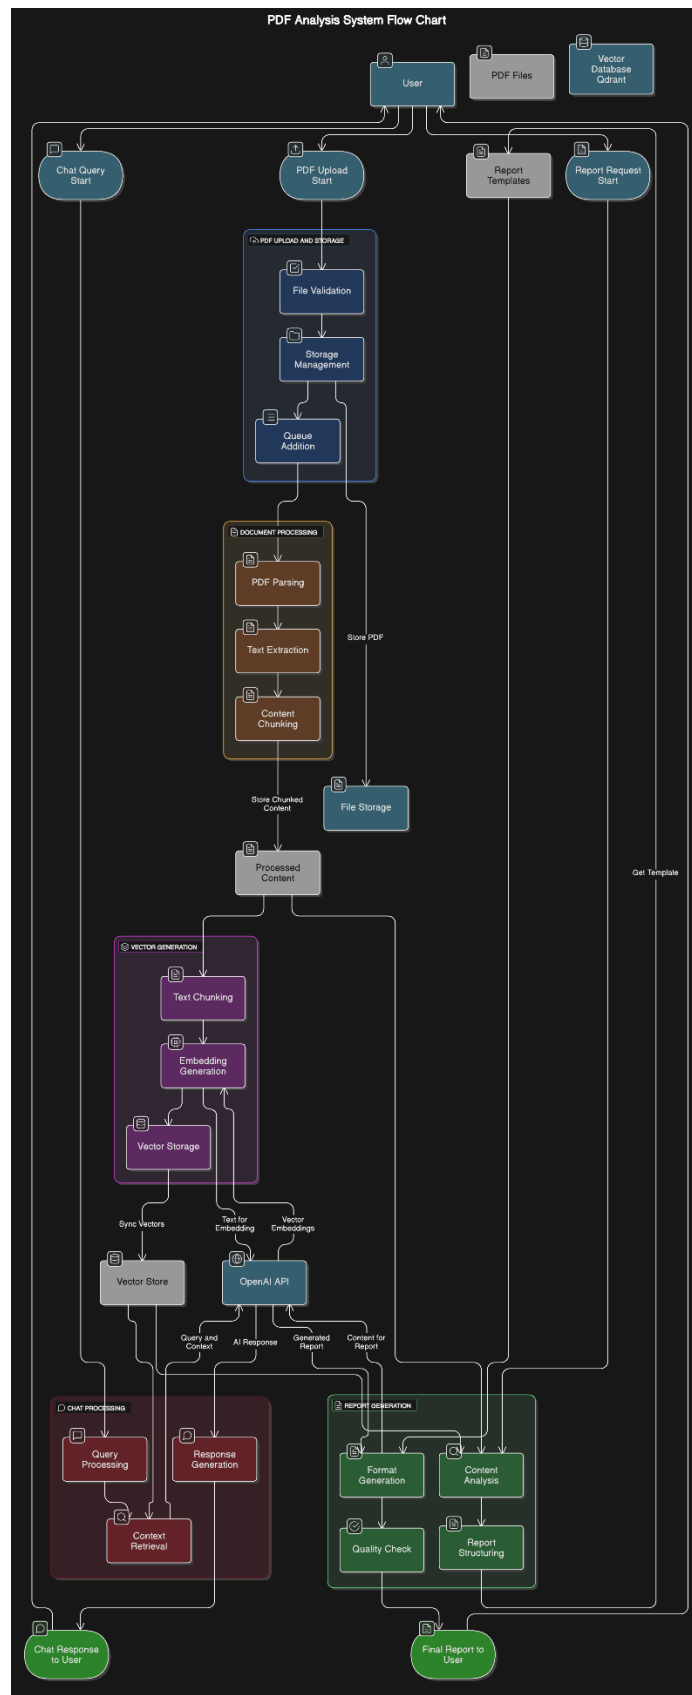 PDF Analysis System Flow Chart
User
PDF Files
Vector
Database
Qdrant
Chat Query
Start
PDF Upload
Start
Report
Templates
Report Request
Start
PDF UPLOAD AND STORAGE
File Validation
Storage
Management
Queue
Addition
DOCUMENT PROCESSING
PDF Parsing
Text Extraction
Store PDF
Content
Chunking
Store Chunked
Content
File Storage
Processed
Content
Get Template
VECTOR GENERATION
Text Chunking
Embedding
Generation
Vector Storage
Sync Vectors
Text for
Embedding
Vector
Embeddings
Vector Store
OpenAI API
Query and
Context
AI Response
Generated
Report
Content for
Report
CHAT PROCESSING
REPORT GENERATION
Query
Processing
Response
Generation
Format
Generation
Content
Analysis
Context
Retrieval
Quality Check
Report
Structuring
Chat Response
to User
Final Report to
User